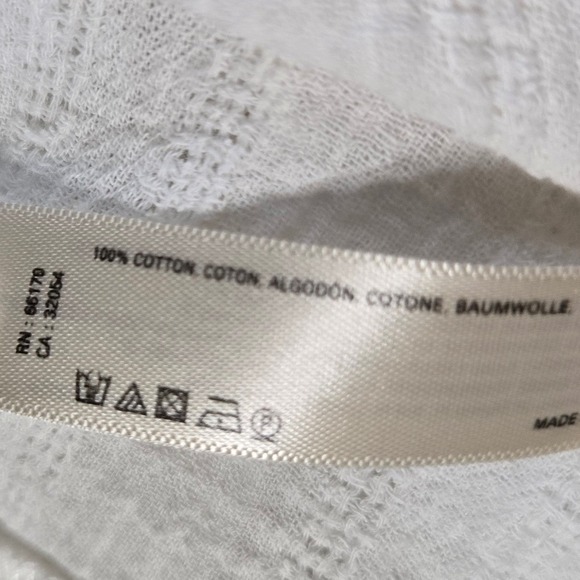 100% COTTON, COTON, ALGODÓN, COTONE, BAUMWOLLE,
RN : 66170
CA : 32054
P
MADE